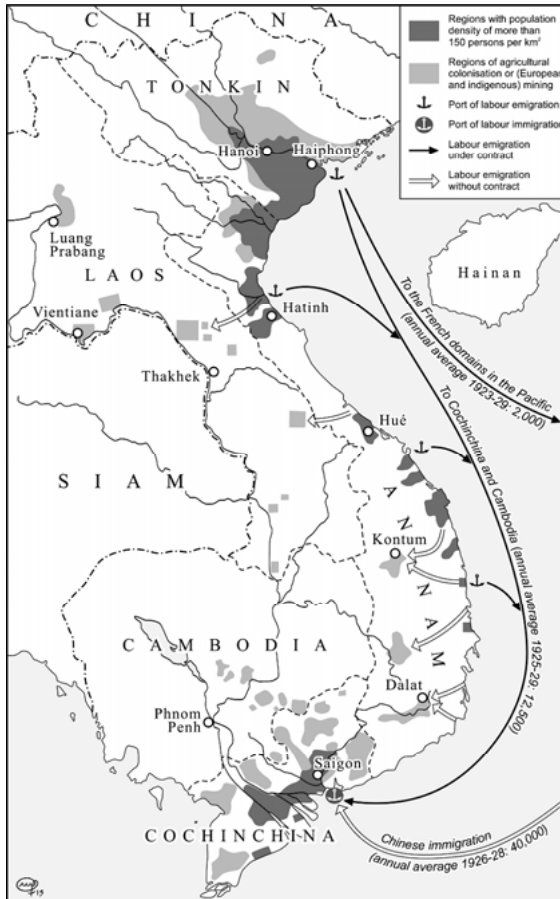 CHINA
Regions with population
density of more than
150 persons per km²
Regions of agricultural
colonisation or (European
and indigenous) mining
Port of labour emigration
Port of labour immigration
Labour emigration
under contract
Labour emigration
without contract
TONKIN
Hanoi
Haiphong
Luang
Prabang
LAOS
Hainan
Vientiane
Hatinh
Thakhek
To the French domains in the Pacific
(annual average 1923-29: 2,000)
To Cochinchina and Cambodia (annual average 1925-29: 12,500)
Hué
SIAM
ANNAM
Kontum
CAMBODIA
Dalat
Phnom
Penh
Saigon
COCHINCHINA
Chinese immigration
(annual average 1926-28: 40,000)